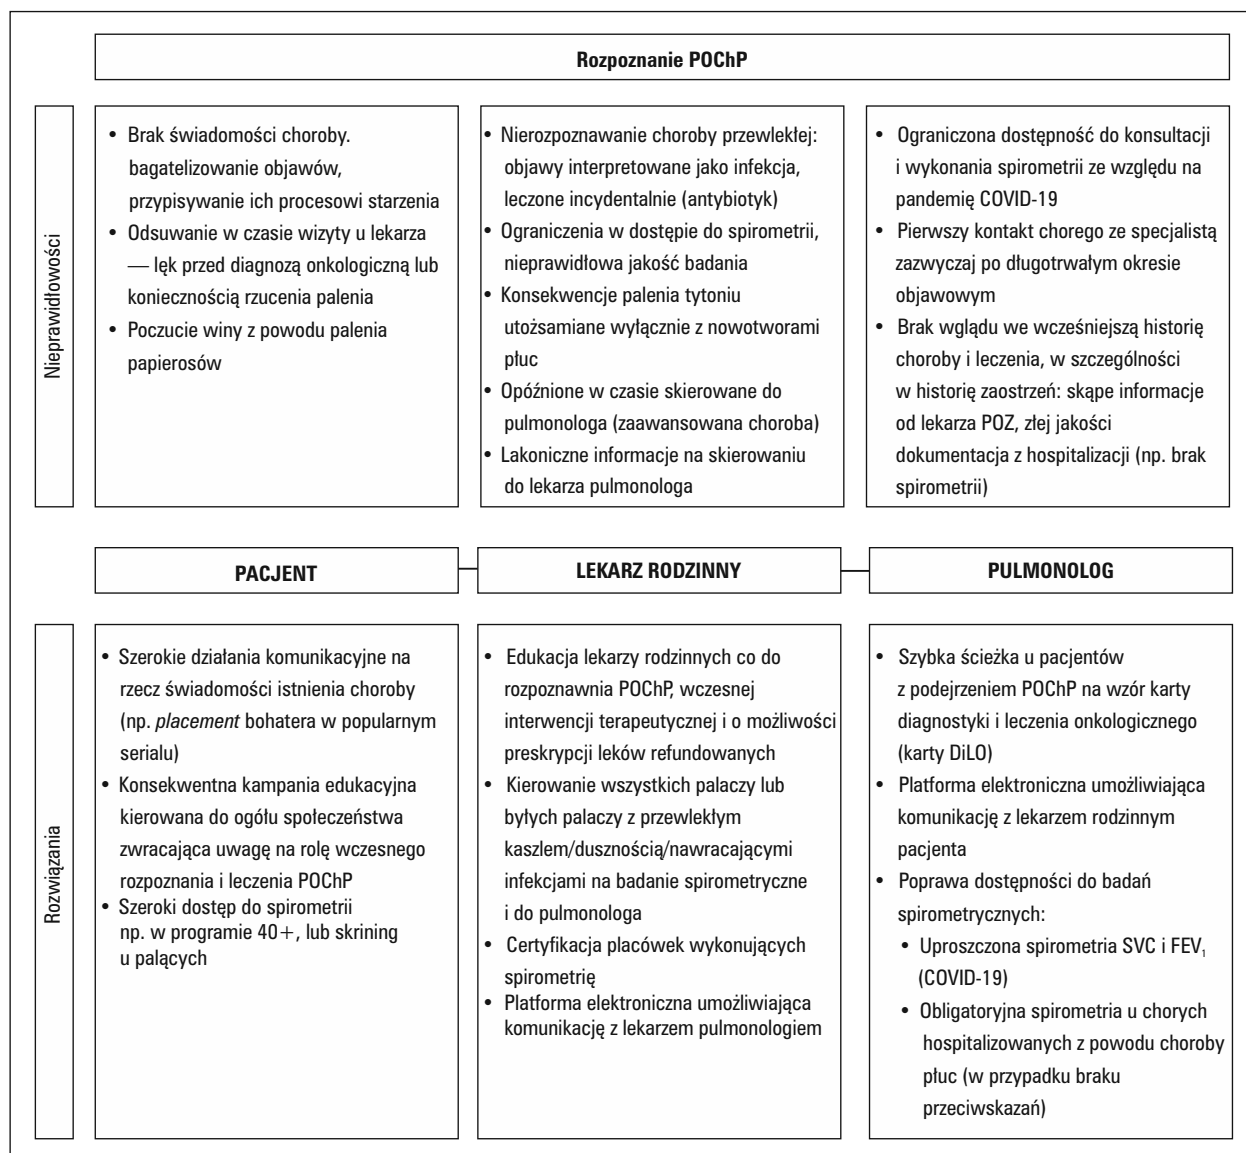 Rozpoznanie POChP
Nieprawidłowości
• Brak świadomości choroby.
bagatelizowanie objawów,
przypisywanie ich procesowi starzenia
• Odsuwanie w czasie wizyty u lekarza
— lęk przed diagnozą onkologiczną lub
koniecznością rzucenia palenia
• Poczucie winy z powodu palenia
papierosów
• Nierozpoznawanie choroby przewlekłej:
objawy interpretowane jako infekcja,
leczone incydentalnie (antybiotyk)
• Ograniczenia w dostępie do spirometrii,
nieprawidłowa jakość badania
• Konsekwencje palenia tytoniu
utożsamiane wyłącznie z nowotworami
płuc
• Opóźnione w czasie skierowane do
pulmonologa (zaawansowana choroba)
• Lakoniczne informacje na skierowaniu
do lekarza pulmonologa
• Ograniczona dostępność do konsultacji
i wykonania spirometrii ze względu na
pandemię COVID-19
• Pierwszy kontakt chorego ze specjalistą
zazwyczaj po długotrwałym okresie
objawowym
• Brak wglądu we wcześniejszą historię
choroby i leczenia, w szczególności
w historię zaostrzeń: skąpe informacje
od lekarza POZ, złej jakości
dokumentacja z hospitalizacji (np. brak
spirometrii)
PACJENT
LEKARZ RODZINNY
PULMONOLOG
Rozwiązania
• Szerokie działania komunikacyjne na
rzecz świadomości istnienia choroby
(np. placement bohatera w popularnym
serialu)
• Konsekwentna kampania edukacyjna
kierowana do ogółu społeczeństwa
zwracająca uwagę na rolę wczesnego
rozpoznania i leczenia POChP
• Szeroki dostęp do spirometrii
np. w programie 40+, lub skrining
u palących
• Edukacja lekarzy rodzinnych co do
rozpoznawnia POChP, wczesnej
interwencji terapeutycznej i o możliwości
preskrypcji leków refundowanych
• Kierowanie wszystkich palaczy lub
byłych palaczy z przewlekłym
kaszlem/dusznością/nawracającymi
infekcjami na badanie spirometryczne
i do pulmonologa
• Certyfikacja placówek wykonujących
spirometrię
• Platforma elektroniczna umożliwiająca
komunikację z lekarzem pulmonologiem
• Szybka ścieżka u pacjentów
z podejrzeniem POChP na wzór karty
diagnostyki i leczenia onkologicznego
(karty DiLO)
• Platforma elektroniczna umożliwiająca
komunikację z lekarzem rodzinnym
pacjenta
• Poprawa dostępności do badań
spirometrycznych:
• Uproszczona spirometria SVC i FEV₁
(COVID-19)
• Obligatoryjna spirometria u chorych
hospitalizowanych z powodu choroby
płuc (w przypadku braku
przeciwskazań)